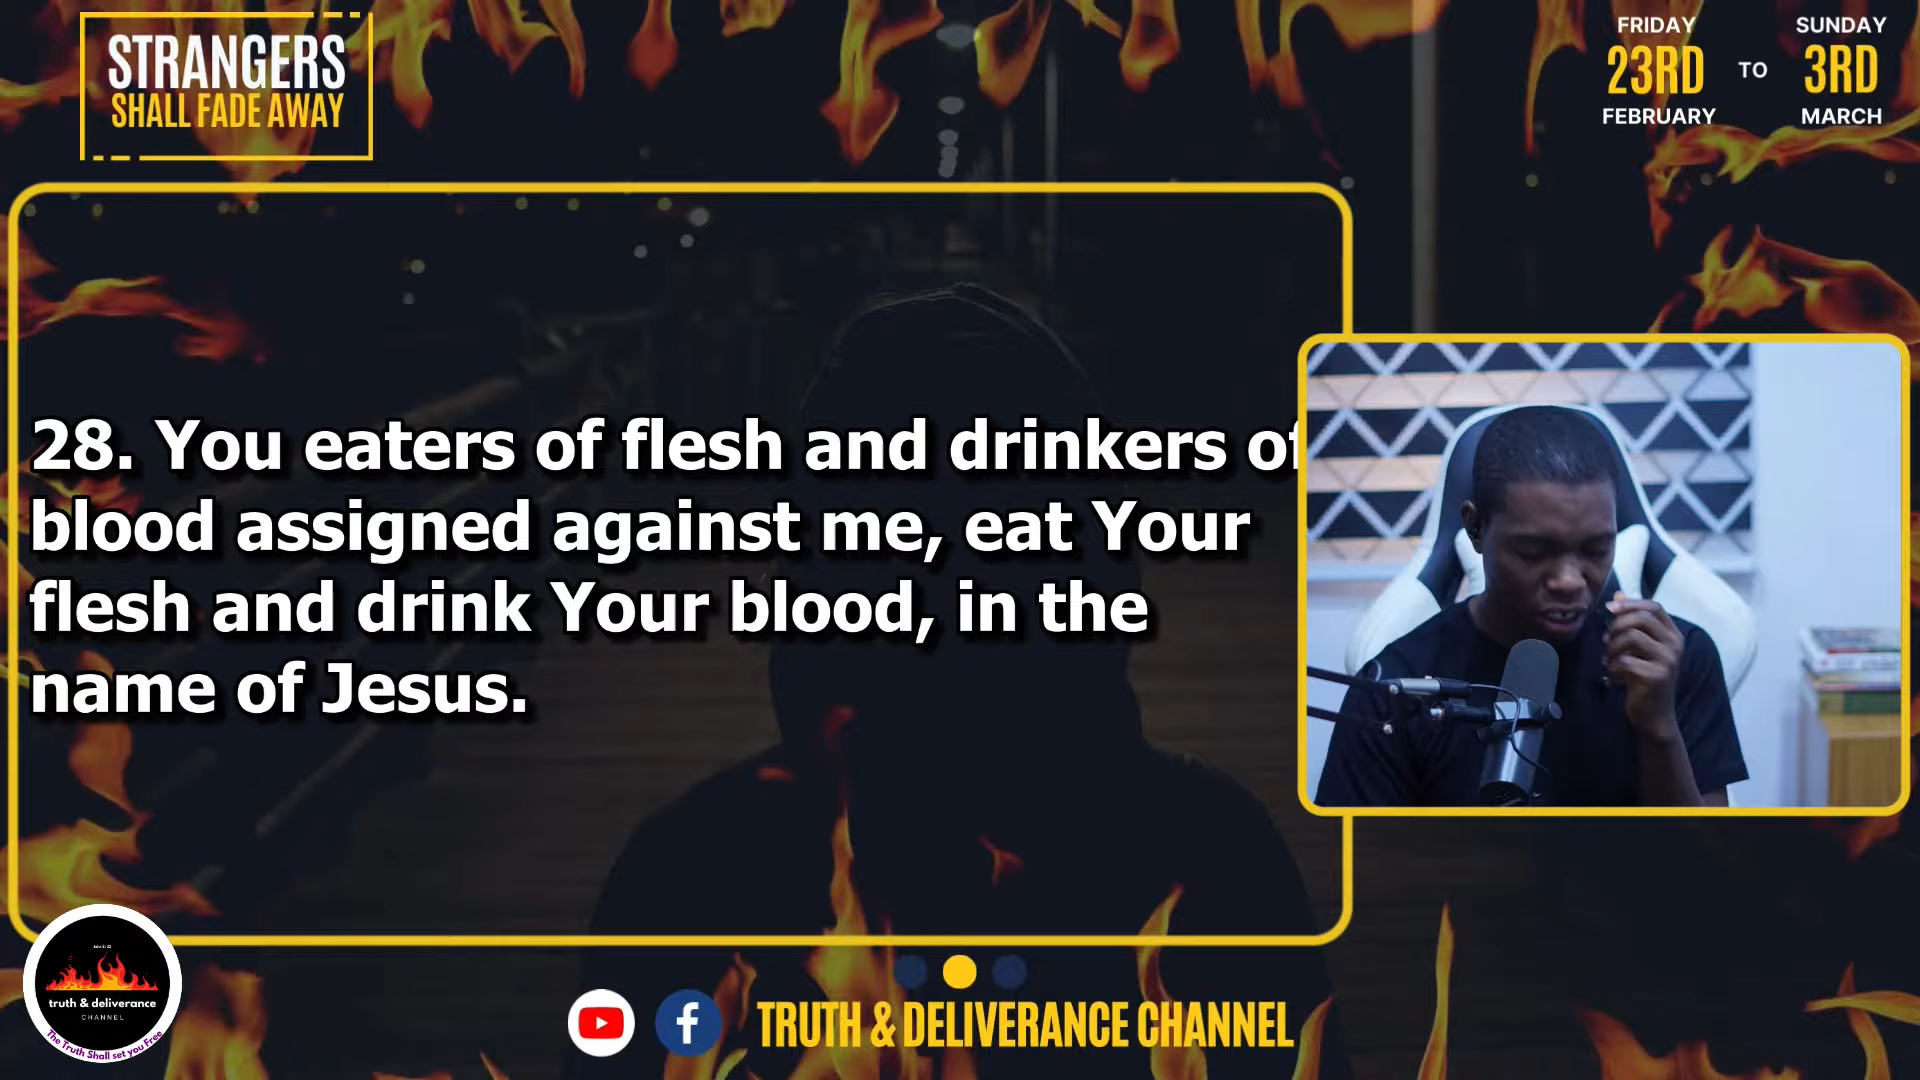 STRANGERS
SHALL FADE AWAY
FRIDAY
23RD
FEBRUARY
TO
SUNDAY
3RD
MARCH
28. You eaters of flesh and drinkers of
blood assigned against me, eat Your
flesh and drink Your blood, in the
name of Jesus.
truth & deliverance
CHANNEL
The Truth Shall set you Free
TRUTH & DELIVERANCE CHANNEL